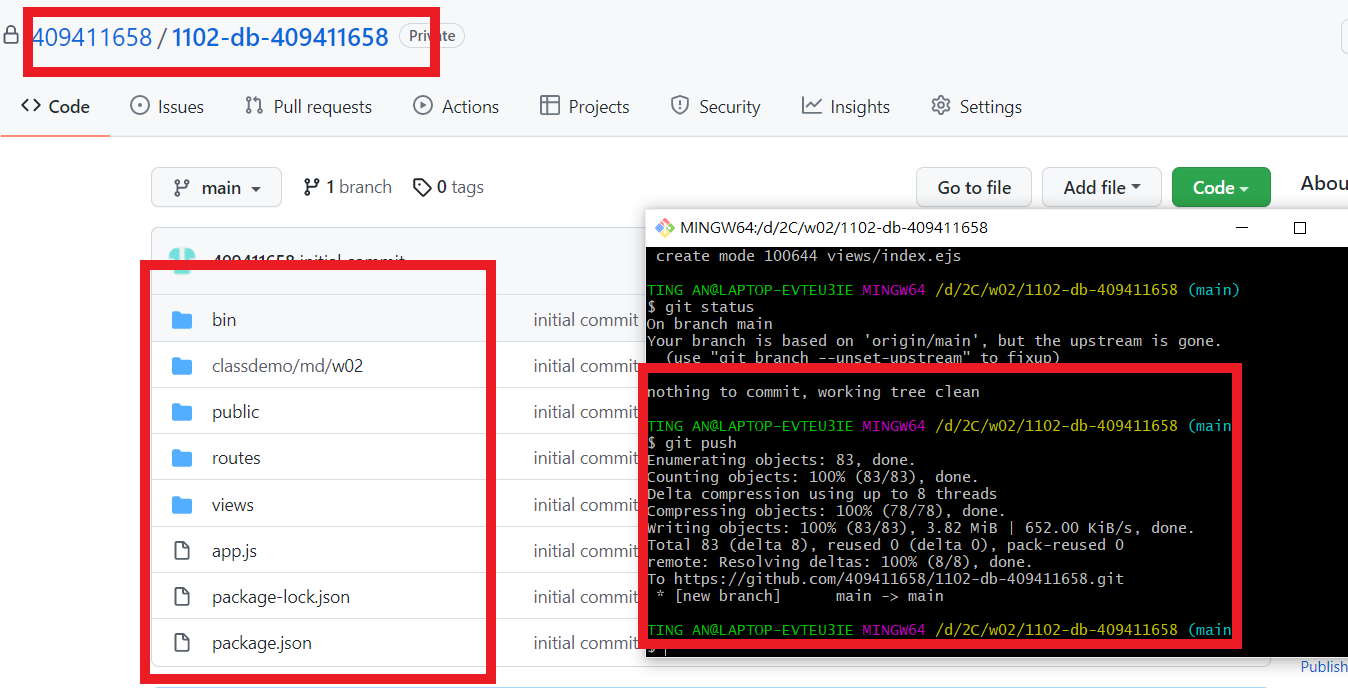 409411658 / 1102-db-409411658 Private
Code Issues Pull requests Actions Projects Security Insights Settings
main 1 branch 0 tags Go to file Add file Code
409411658 initial commit
bin initial commit
classdemo/md/w02 initial commit
public initial commit
routes initial commit
views initial commit
app.js initial commit
package-lock.json initial commit
package.json initial commit
MINGW64:/d/2C/w02/1102-db-409411658
create mode 100644 views/index.ejs
TING AN@LAPTOP-EVTEU3IE MINGW64 /d/2C/w02/1102-db-409411658 (main)
$ git status
On branch main
Your branch is based on 'origin/main', but the upstream is gone.
(use "git branch --unset-upstream" to fixup)
nothing to commit, working tree clean
TING AN@LAPTOP-EVTEU3IE MINGW64 /d/2C/w02/1102-db-409411658 (main
$ git push
Enumerating objects: 83, done.
Counting objects: 100% (83/83), done.
Delta compression using up to 8 threads
Compressing objects: 100% (78/78), done.
Writing objects: 100% (83/83), 3.82 MiB | 652.00 KiB/s, done.
Total 83 (delta 8), reused 0 (delta 0), pack-reused 0
remote: Resolving deltas: 100% (8/8), done.
To https://github.com/409411658/1102-db-409411658.git
* [new branch] main -> main
TING AN@LAPTOP-EVTEU3IE MINGW64 /d/2C/w02/1102-db-409411658 (main
$
Abou
Publish